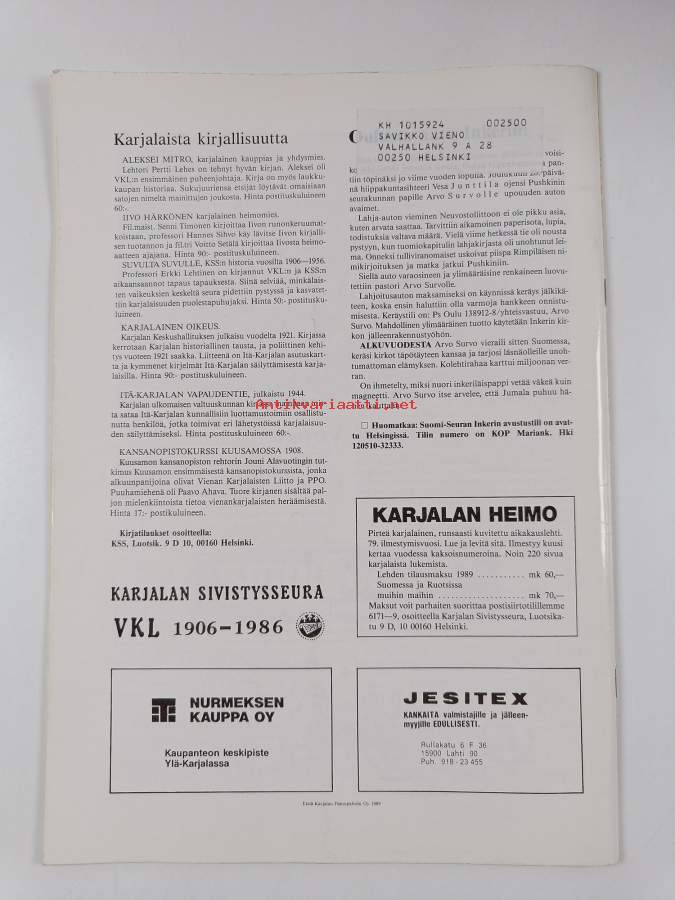 Karjalaista kirjallisuutta
ALEKSEI MITRO, karjalainen kauppias ja yhdysmies.
Lehtori Pertti Lehes on tehnyt hyvän kirjan. Aleksei oli
VKL:n ensimmäinen puheenjohtaja. Kirja on myös laukku-
kaupan historiaa. Sukujuuriensa etsijät löytävät omaisiaan
satojen nimeltä mainittujen joukosta. Hinta postituskuluineen
60:-.
IIVO HÄRKÖNEN karjalainen heimomies.
Fil.maist. Senni Timonen kirjoittaa Iivon runonkeruumat-
koistaan, professori Hannes Sihvo käy lävitse Iivon kirjalli-
sen tuotannon ja fil.tri Voitto Setälä kirjoittaa Iivosta heimo-
aatteen ajajana. Hinta 90:- postituskuluineen.
SUVULTA SUVULLE, KSS:n historia vuosilta 1906—1956.
Professori Erkki Lehtinen on kirjannut VKL:n ja KSS:n
aikaansaannot tapaus tapauksesta. Siinä selviää, minkälais-
ten vaikeuksien keskeltä seura pidettiin pystyssä ja kasvatet-
tiin karjalaisuuden puolestapuhujaksi. Hinta 50:- postitusku-
luineen.
KARJALAINEN OIKEUS.
Karjalan Keskushallituksen julkaisu vuodelta 1921. Kirjassa
kerrotaan Karjalan historiallinen tausta, ja poliittinen kehi-
tys vuoteen 1921 saakka. Liitteenä on Itä-Karjalan asutuskart-
ta ja kymmenet kirjelmät Itä-Karjalan säilyttämisestä karja-
laisilla. Hinta 90:- postituskuluineen.
ITÄ-KARJALAN VAPAUDENTIE, julkaistu 1944.
Karjalan ulkomaisen valtuuskunnan kirjassa
ta sataa Itä-Karjalan kunnallisiin luottamustoimiin osallistu-
nutta henkilöä, jotka toimivat eri lähetystöissä karjalaisuu-
den säilyttämiseksi. Hinta postituskuluineen 60:-.
KANSANOPISTOKURSSI KUUSAMOSSA 1908.
Kuusamon kansanopiston rehtorin Jouni Alavuotingin tut-
kimus Kuusamon ensimmäisestä kansanopistokurssista, jonka
alkuunpanijoina olivat Vienan Karjalaisten Liitto ja PPO.
Puuhamiehenä oli Paavo Ahava. Tuore kirjanen sisältää pal-
jon mielenkiintoista tietoa vienankarjalaisten heräämisestä.
Hinta 17:- postikuluineen.
Kirjatilaukset osoitteella:
KSS, Luotsik. 9 D 10, 00160 Helsinki.
KARJALAN SIVISTYSSEURA
VKL 1906–1986
NURMEKSEN
KAUPPA OY
Kaupanteon keskipiste
Ylä-Karjalassa
KH 1015924 002500
SAVIKKO VIENO
VALHALLANK 9 A 28
00250 HELSINKI
voisi-
pan-
tiin töpinäksi jo viime vuoden lopulla. Joulukuun päivä-
nä hiippakuntasihteeri Vesa Junttila ojensi Pushkinin
seurakunnan papille Arvo Survolle upouuden auton
avaimet.
Lahja-auton vieminen Neuvostoliittoon ei ole pikku asia,
kuten arvata saattaa. Tarvittiin aikamoinen paperisota, lupia,
todistuksia valtava määrä. Vielä viime hetkessä tie oli nousta
pystyyn, kun tuomiokapitulin lahjakirjasta oli unohtunut lei-
ma. Onneksi tulliviranomaiset uskoivat piispa Rimpiläisen ni-
mikirjoituksen ja matka jatkui Pushkiniin.
Siellä auto varaosineen ja ylimääräisine renkaineen luovu-
tettiin pastori Arvo Survolle.
Lahjoitusauton maksamiseksi on käynnissä keräys jälkikä-
teen, koska ensin haluttiin olla varmoja hankkeen onnistu-
misesta. Keräystili on: Ps Oulu 138912-8/yhteisvastuu, Arvo
Survo. Mahdollinen ylimääräinen tuotto käytetään Inkerin kir-
kon jälleenrakennustyöhön.
ALKUVUODESTA Arvo Survo vieraili sitten Suomessa,
keräsi kirkot täpötäyteen kansaa ja tarjosi läsnäolleille unoh-
tumattoman elämyksen. Kolehtirahaa karttui miljoonan ver-
ran.
On ihmetelty, miksi nuori inkeriläispappi vetää väkeä kuin
magneetti. Arvo Survo itse arvelee, että Jumala puhuu hä-
Antikvariaatti.net
□ Huomatkaa: Suomi-Seuran Inkerin avustustili on avat-
tu Helsingissä. Tilin numero on KOP Mariank. Hki
120510-32333.
KARJALAN HEIMO
Pirteä karjalainen, runsaasti kuvitettu aikakauslehti.
79. ilmestymisvuosi. Lue ja levitä sitä. Ilmestyy kuusi
kertaa vuodessa kaksoisnumeroina. Noin 220 sivua
karjalaista lukemista.
Lehden tilausmaksu 1989 ........... mk 60,—
Suomessa ja Ruotsissa
muihin maihin .................... mk 70,—
Maksut voit parhaiten suorittaa postisiirtotilillemme
6171—9, osoitteella Karjalan Sivistysseura, Luotsika-
tu 9 D, 10 00160 Helsinki.
JESITEX
KANKAITA valmistajille ja jälleen-
myyjille EDULLISESTI.
Rullakatu 6 F 36
15900 Lahti 90
Puh. 918-23 455